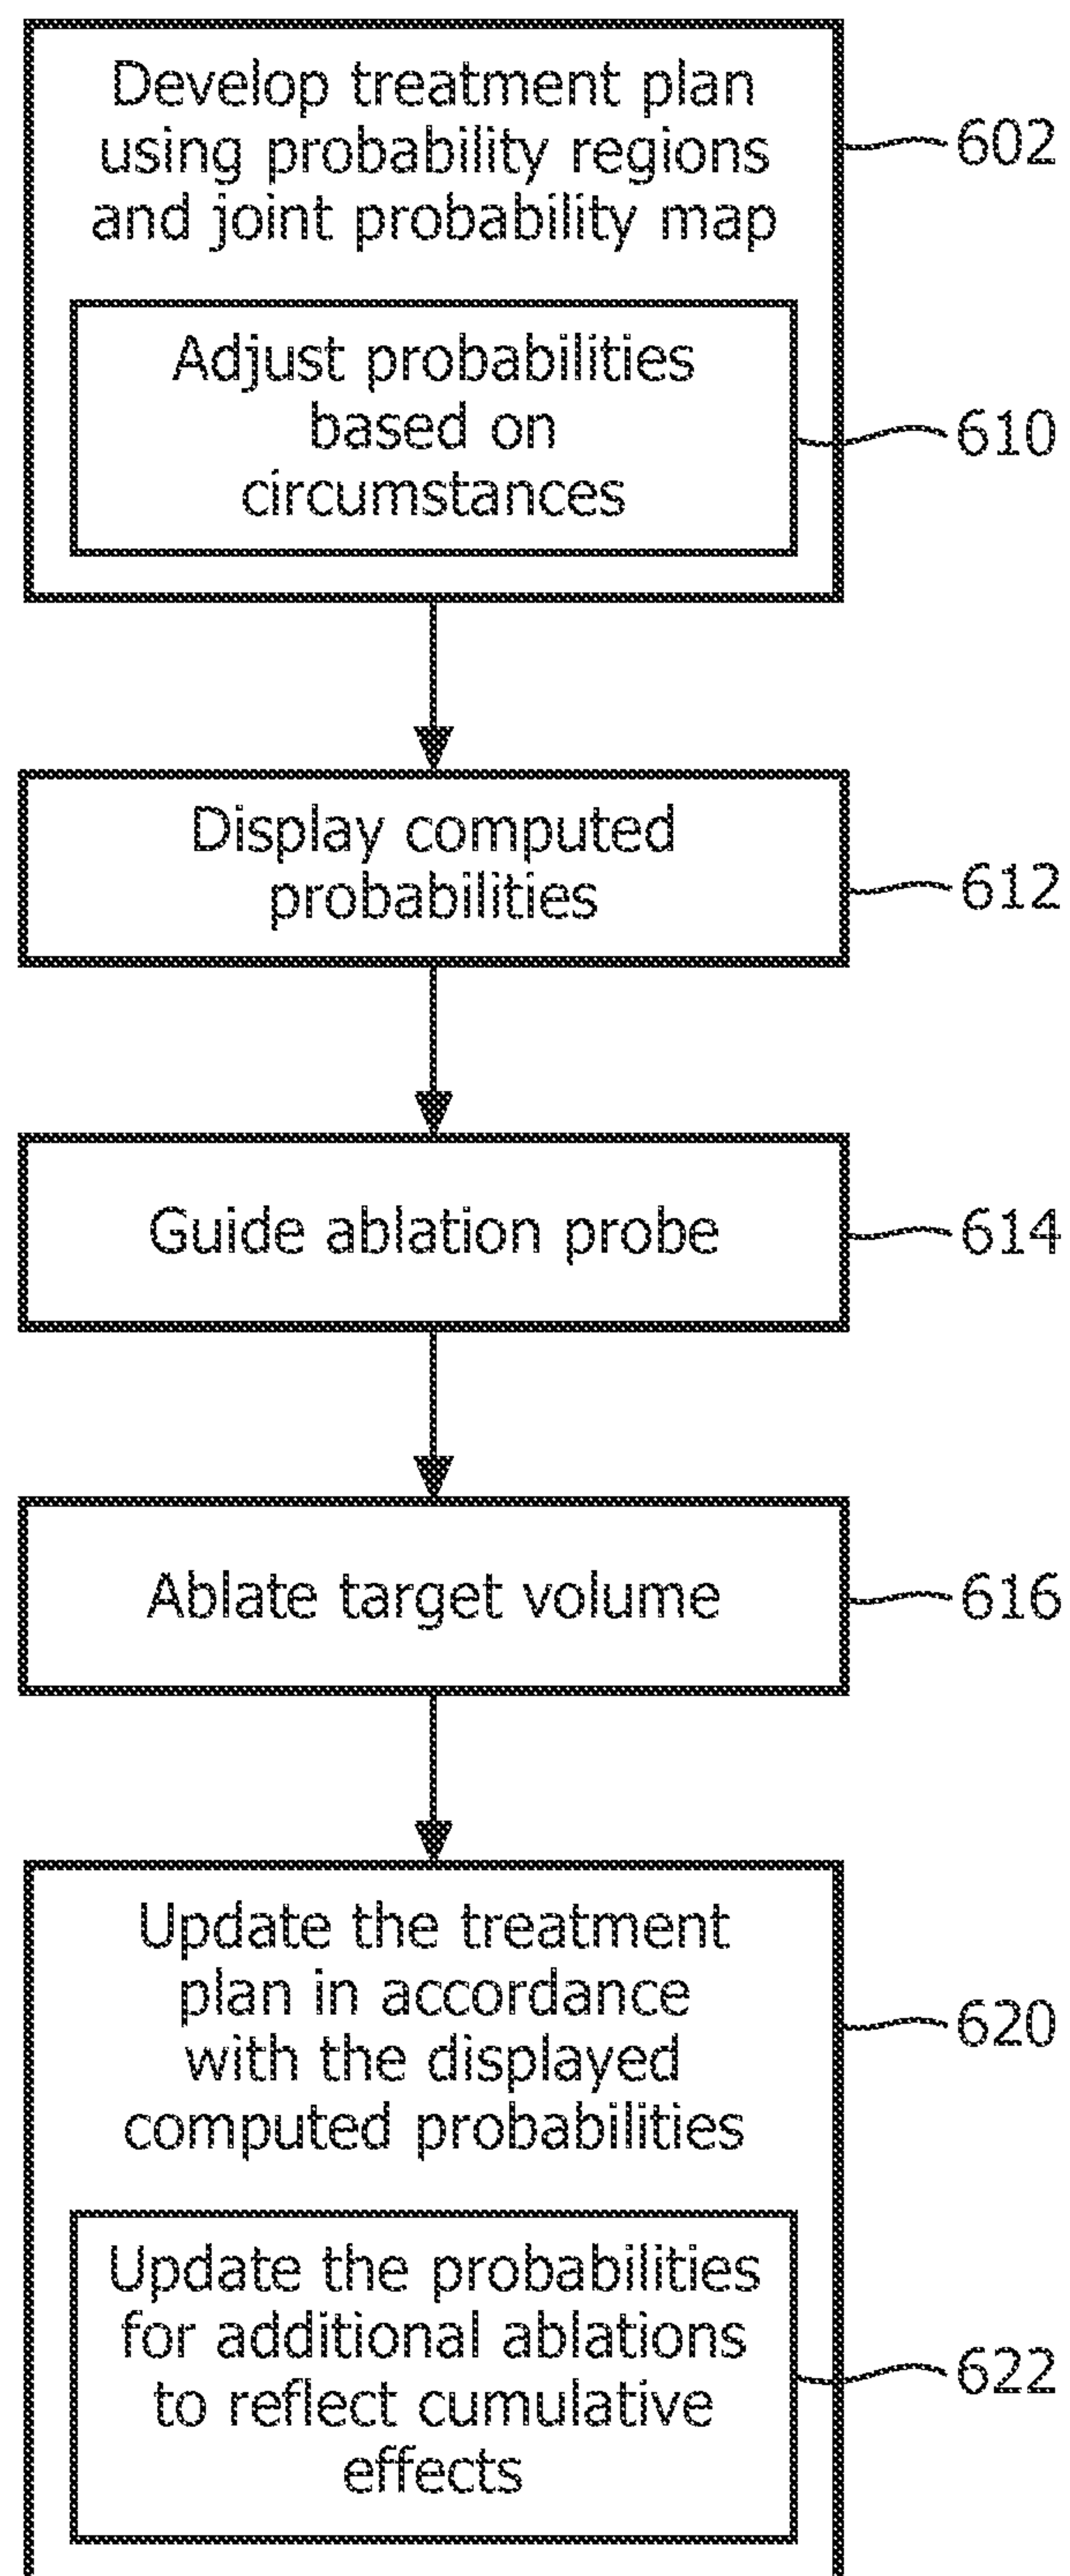 Develop treatment plan
using probability regions
and joint probability map
602
Adjust probabilities
based on
circumstances
610
Display computed
probabilities
612
Guide ablation probe
614
Ablate target volume
616
Update the treatment
plan in accordance
with the displayed
computed probabilities
620
Update the probabilities
for additional ablations
to reflect cumulative
effects
622